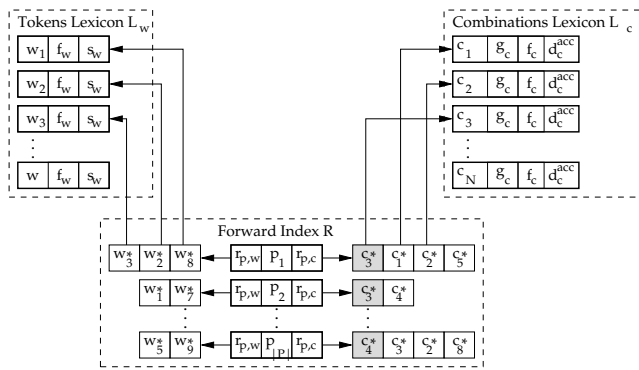 Tokens Lexicon L_w
w_1 f_w s_w
w_2 f_w s_w
w_3 f_w s_w
⋮
w f_w s_w
Combinations Lexicon L_c
c_1 g_c f_c d_c^acc
c_2 g_c f_c d_c^acc
c_3 g_c f_c d_c^acc
⋮
c_N g_c f_c d_c^acc
Forward Index R
w*_3 w*_2 w*_8 r_p,w p_1 r_p,c c*_3 c*_1 c*_2 c*_5
w*_1 w*_7 r_p,w p_2 r_p,c c*_3 c*_4
⋮ ⋮ ⋮
w*_5 w*_9 r_p,w p_|P| r_p,c c*_4 c*_3 c*_2 c*_8